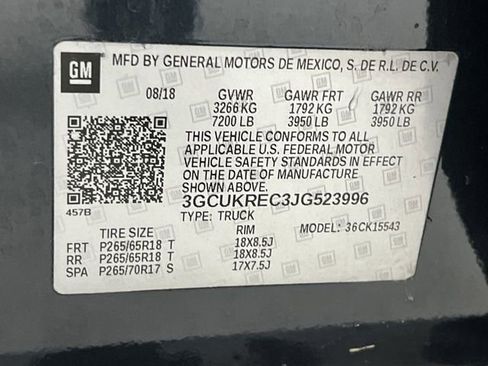 GM
MFD BY GENERAL MOTORS DE MEXICO, S. DE R.L. DE C.V.
08/18 GVWR GAWR FRT GAWR RR
3266 KG 1792 KG 1792 KG
7200 LB 3950 LB 3950 LB
THIS VEHICLE CONFORMS TO ALL
APPLICABLE U.S. FEDERAL MOTOR
VEHICLE SAFETY STANDARDS IN EFFECT
ON THE DATE OF MANUFACTURE
SHOWN ABOVE.
457B
3GCUKREC3JG523996
TYPE: TRUCK MODEL: 36CK15543
TIRE SIZE RIM
FRT P265/65R18 T 18X8.5J
RR P265/65R18 T 18X8.5J
SPA P265/70R17 S 17X7.5J